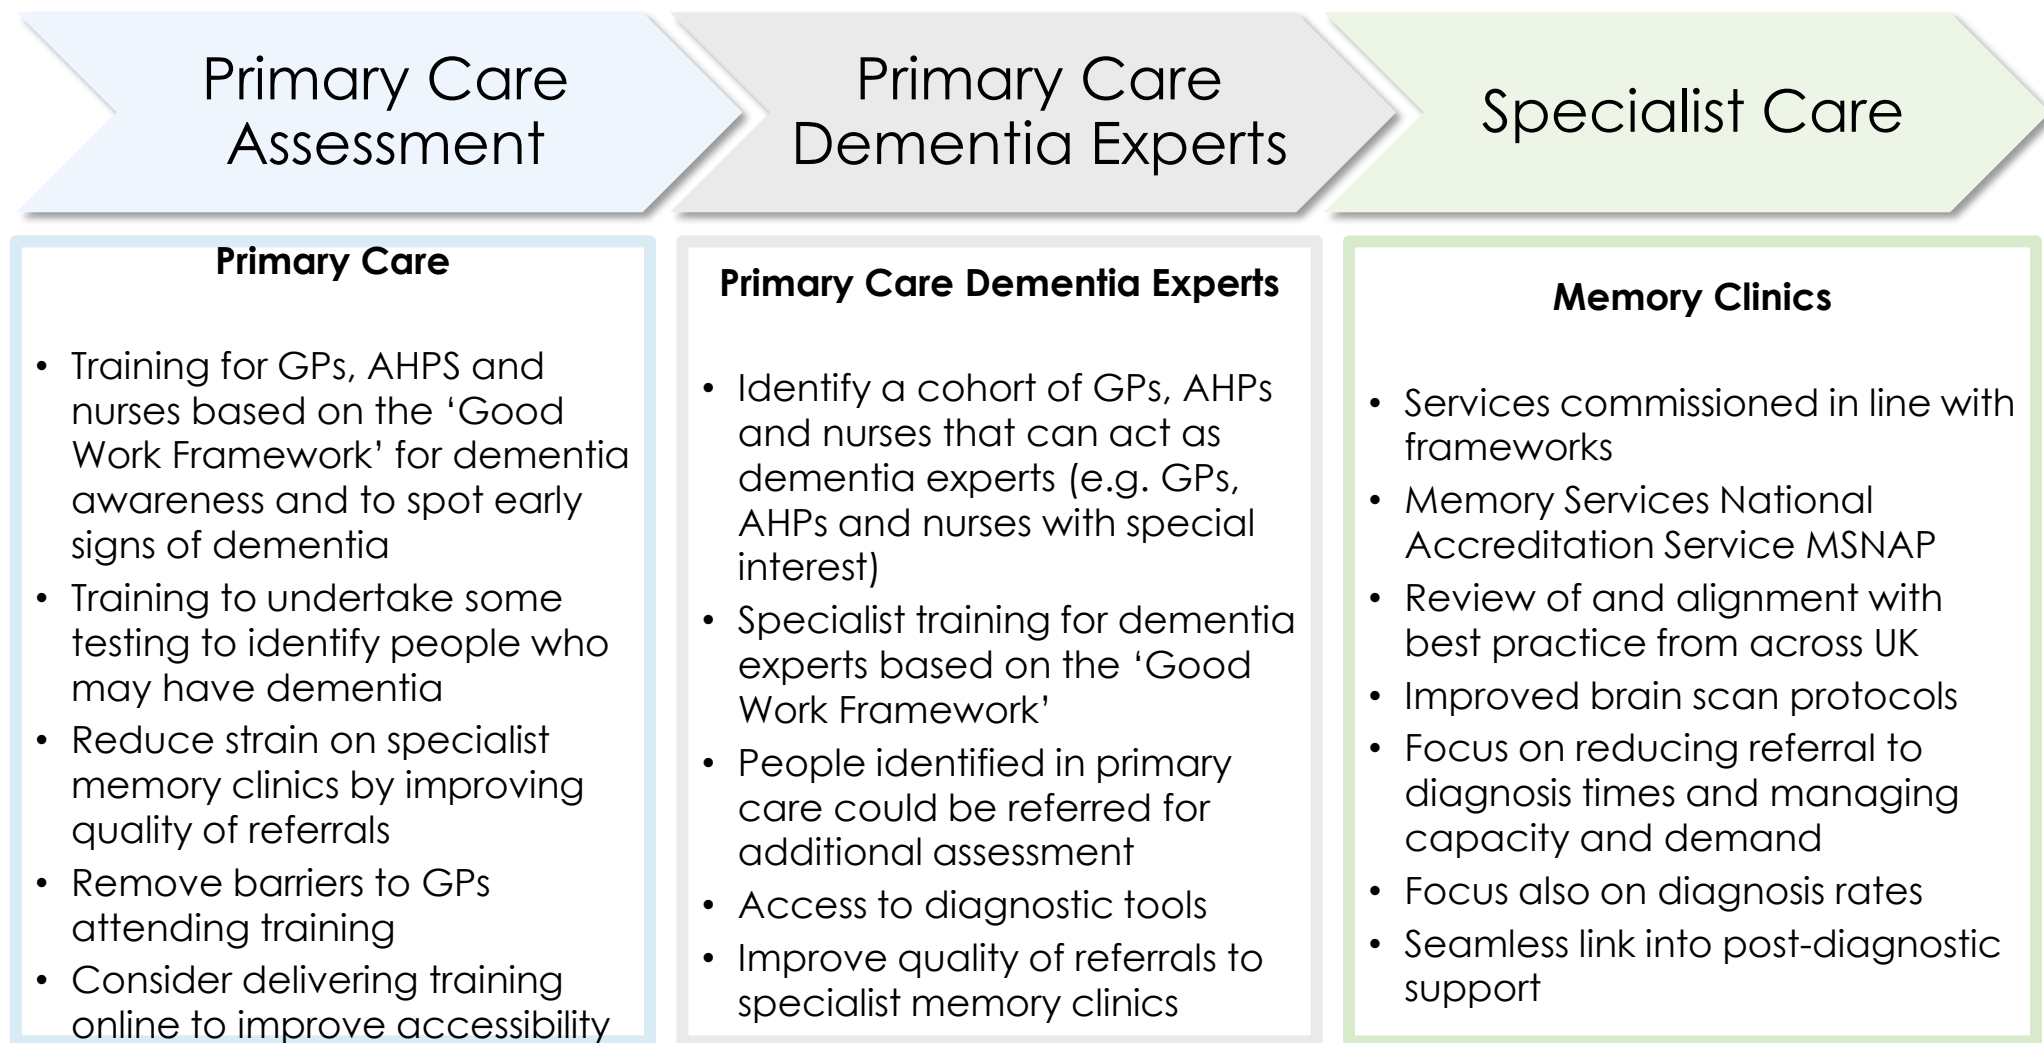 Primary Care
Assessment
Primary Care
Dementia Experts
Specialist Care
Primary Care
• Training for GPs, AHPS and
nurses based on the ‘Good
Work Framework’ for dementia
awareness and to spot early
signs of dementia
• Training to undertake some
testing to identify people who
may have dementia
• Reduce strain on specialist
memory clinics by improving
quality of referrals
• Remove barriers to GPs
attending training
• Consider delivering training
online to improve accessibility
Primary Care Dementia Experts
• Identify a cohort of GPs, AHPs
and nurses that can act as
dementia experts (e.g. GPs,
AHPs and nurses with special
interest)
• Specialist training for dementia
experts based on the ‘Good
Work Framework’
• People identified in primary
care could be referred for
additional assessment
• Access to diagnostic tools
• Improve quality of referrals to
specialist memory clinics
Memory Clinics
• Services commissioned in line with
frameworks
• Memory Services National
Accreditation Service MSNAP
• Review of and alignment with
best practice from across UK
• Improved brain scan protocols
• Focus on reducing referral to
diagnosis times and managing
capacity and demand
• Focus also on diagnosis rates
• Seamless link into post-diagnostic
support